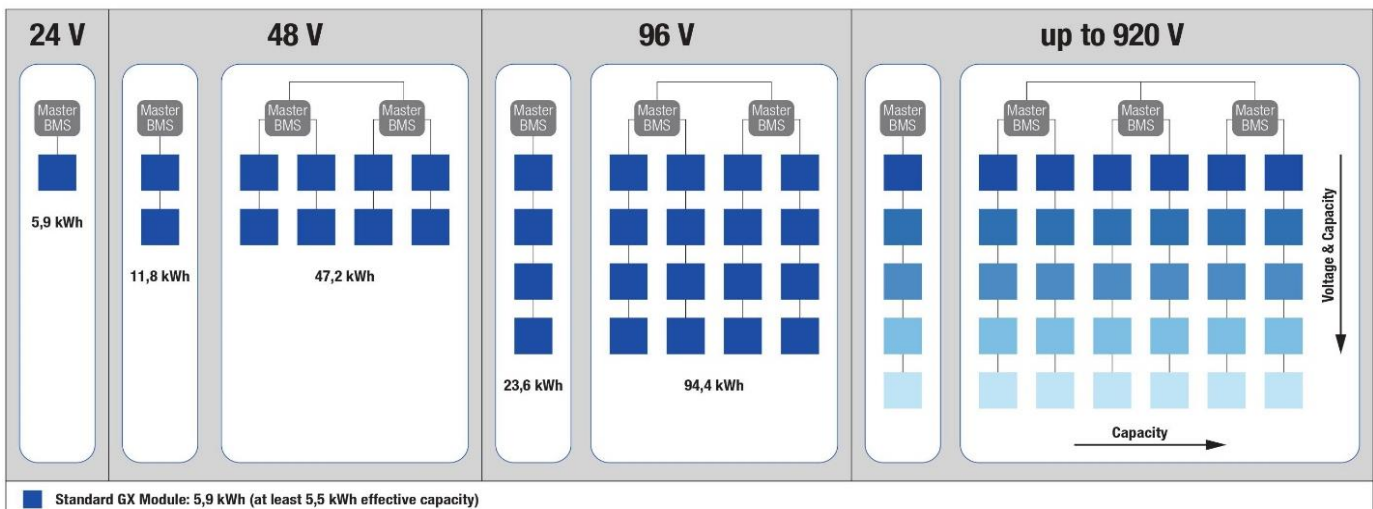 24 V
48 V
96 V
up to 920 V
Master
BMS
Master
BMS
Master
BMS
Master
BMS
Master
BMS
Master
BMS
Master
BMS
Master
BMS
Master
BMS
Master
BMS
Master
BMS
5,9 kWh
11,8 kWh
47,2 kWh
23,6 kWh
94,4 kWh
Voltage & Capacity
Capacity
Standard GX Module: 5,9 kWh (at least 5,5 kWh effective capacity)